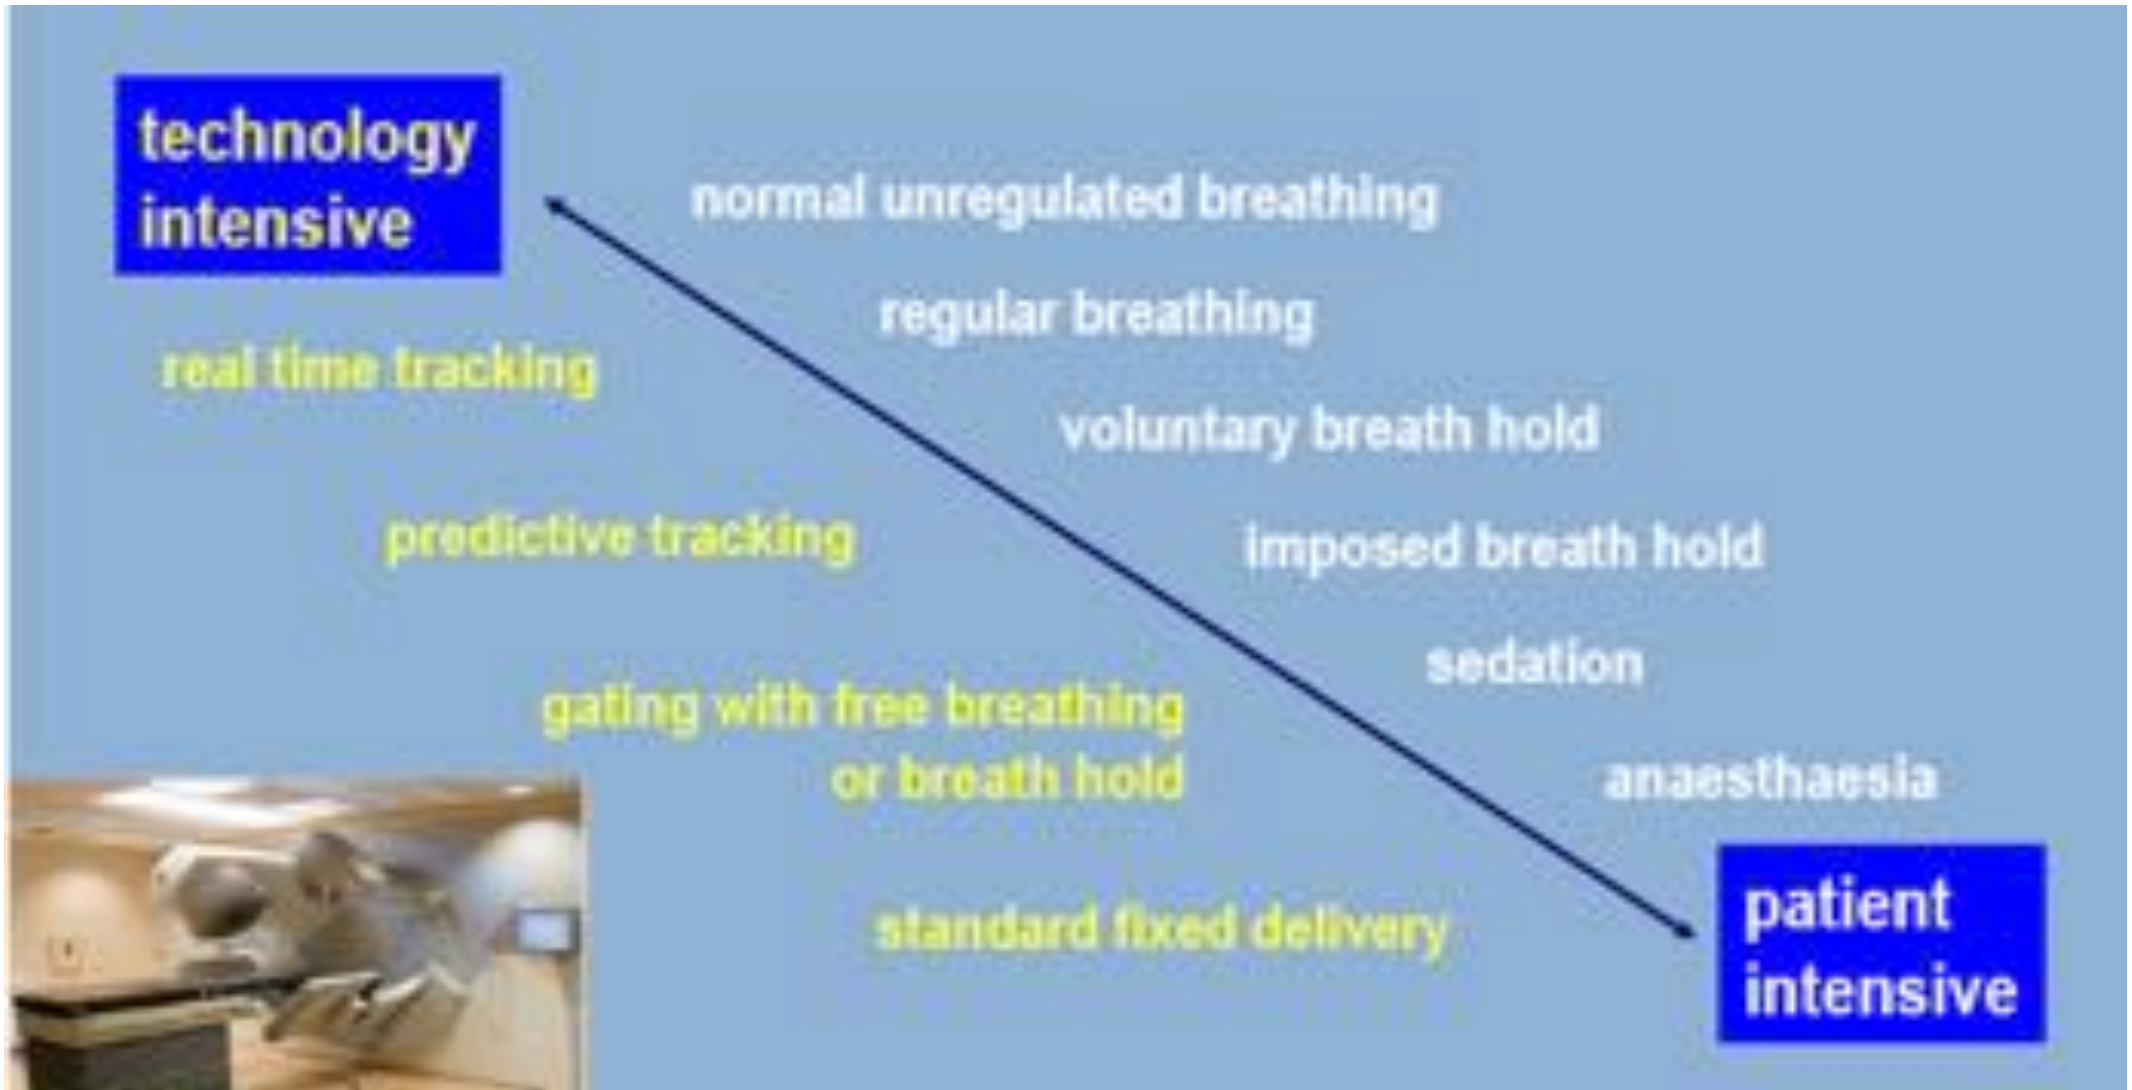 technology
intensive
normal unregulated breathing
regular breathing
real time tracking
voluntary breath hold
predictive tracking
imposed breath hold
sedation
gating with free breathing
or breath hold
anaesthaesia
standard fixed delivery
patient
intensive